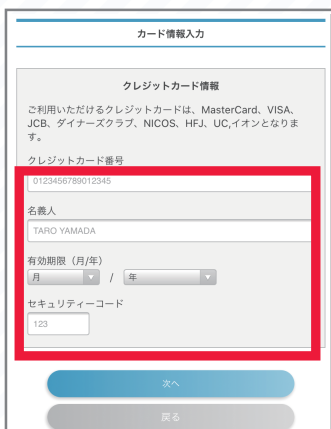 カード情報入力
クレジットカード情報
ご利用いただけるクレジットカードは、MasterCard、VISA、
JCB、ダイナーズクラブ、NICOS、HFJ、UC,イオンとなりま
す。
クレジットカード番号
0123456789012345
名義人
TARO YAMADA
有効期限（月/年）
月 / 年
セキュリティーコード
123
次へ
戻る